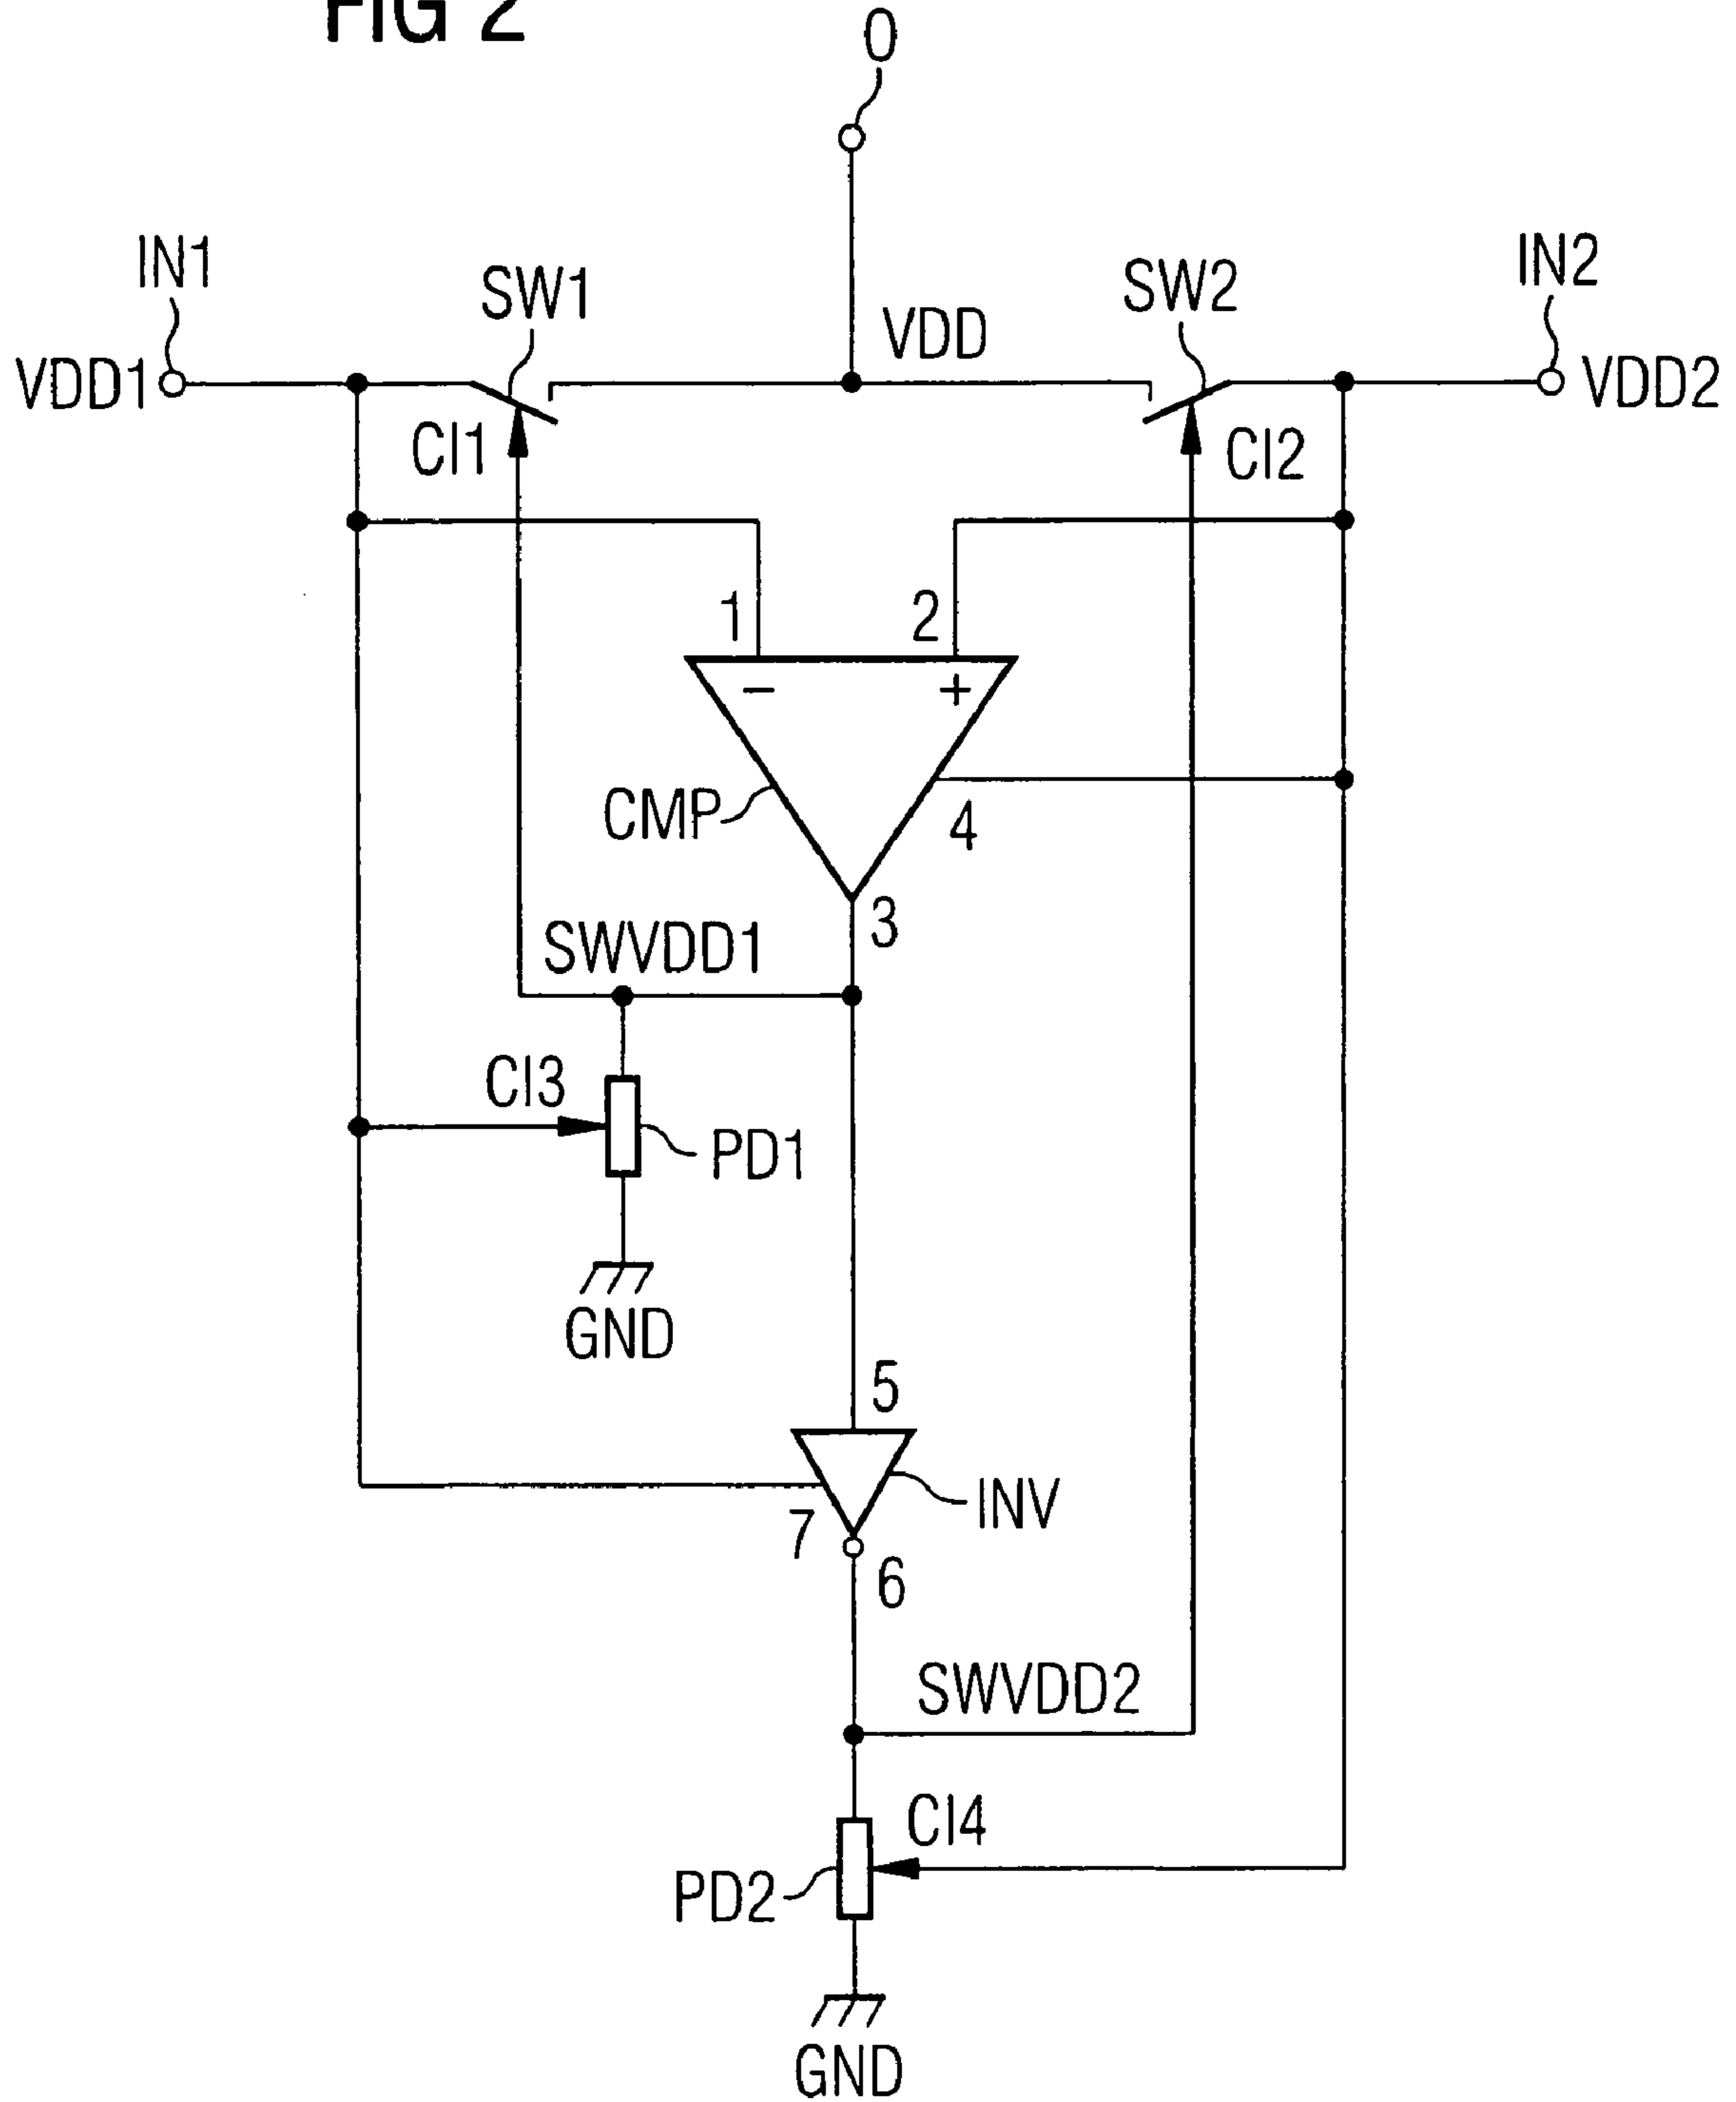 FIG 2
O
IN1
SW1
SW2
IN2
VDD1
VDD
VDD2
CI1
CI2
1
2
-
+
CMP
4
3
SWVDD1
CI3
PD1
GND
5
INV
7
6
SWVDD2
CI4
PD2
GND